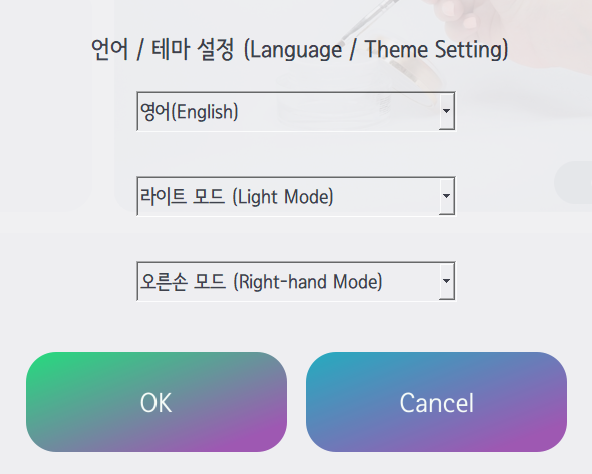 언어 / 테마 설정 (Language / Theme Setting)
영어(English)
라이트 모드 (Light Mode)
오른손 모드 (Right-hand Mode)
OK
Cancel